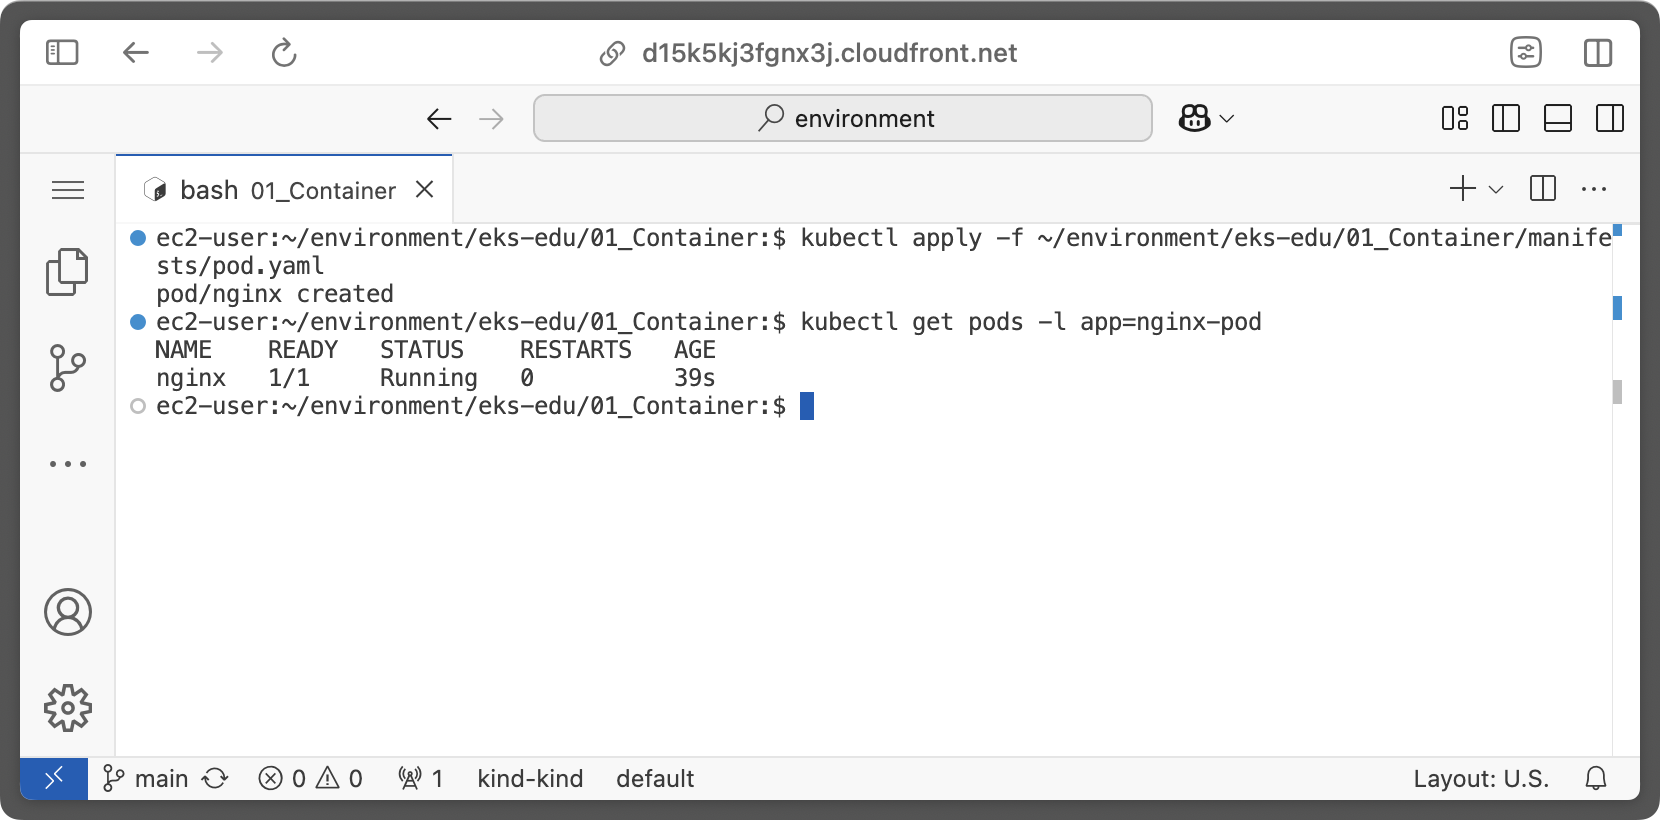 d15k5kj3fgnx3j.cloudfront.net
environment
bash 01_Container
ec2-user:~/environment/eks-edu/01_Container:$ kubectl apply -f ~/environment/eks-edu/01_Container/manife
sts/pod.yaml
pod/nginx created
ec2-user:~/environment/eks-edu/01_Container:$ kubectl get pods -l app=nginx-pod
NAME READY STATUS RESTARTS AGE
nginx 1/1 Running 0 39s
ec2-user:~/environment/eks-edu/01_Container:$
main 0 0 1 kind-kind default Layout: U.S.